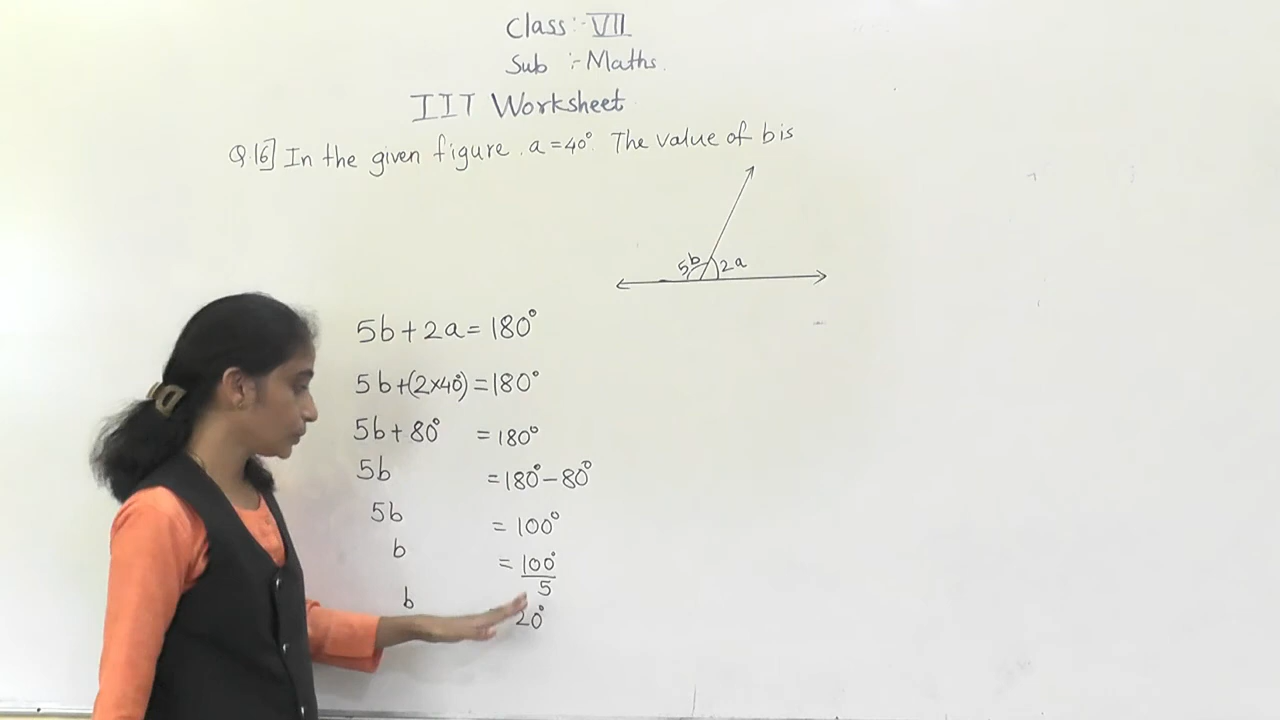 Class :- VII
Sub :- Maths.
IIT Worksheet
Q.16] In the given figure. a = 40°. The value of b is
5b 2a
5b + 2a = 180°
5b + (2×40°) = 180°
5b + 80° = 180°
5b = 180° - 80°
5b = 100°
b = 100°/5
b 20°